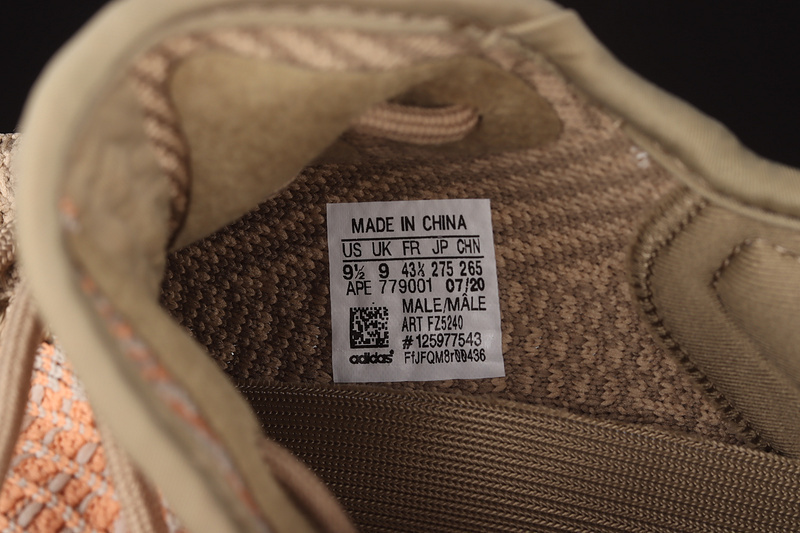 MADE IN CHINA
US UK FR JP CHN
9½ 9 43⅓ 275 265
APE 779001 07/20
MALE/MÂLE
ART FZ5240
#125977543
adidas FfJFQM8r00436